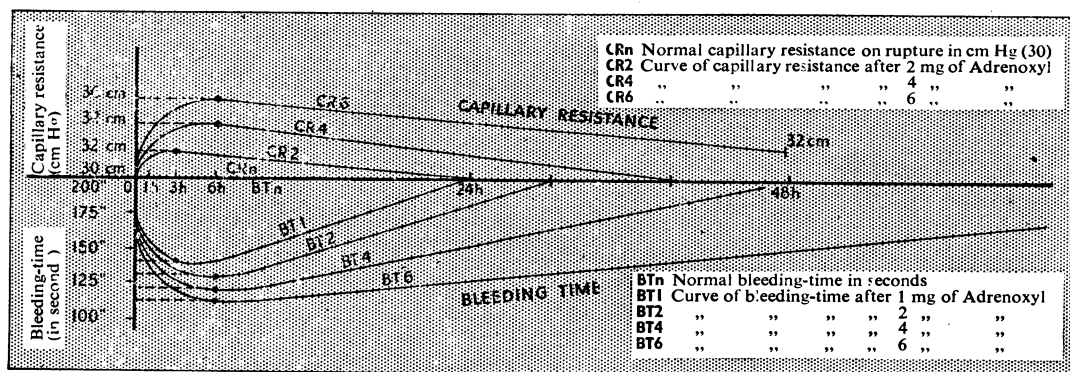 Capillary resistance
(cm Hg)
CRn Normal capillary resistance on rupture in cm Hg (30)
CR2 Curve of capillary resistance after 2 mg of Adrenoxyl
CR4 ,, ,, ,, ,, 4 ,, ,,
CR6 ,, ,, ,, ,, 6 ,, ,,
CR6
CAPILLARY RESISTANCE
CR4
32 cm
32cm
CR2
30 cm
CRn
200" 0 1h 3h 6h BTn 24h 48h
175"
150"
125"
100"
Bleeding-time
(in second)
BT1
BT2
BT4
BT6
BLEEDING TIME
BTn Normal bleeding-time in seconds
BT1 Curve of bleeding-time after 1 mg of Adrenoxyl
BT2 ,, ,, ,, ,, 2 ,, ,,
BT4 ,, ,, ,, ,, 4 ,, ,,
BT6 ,, ,, ,, ,, 6 ,, ,,